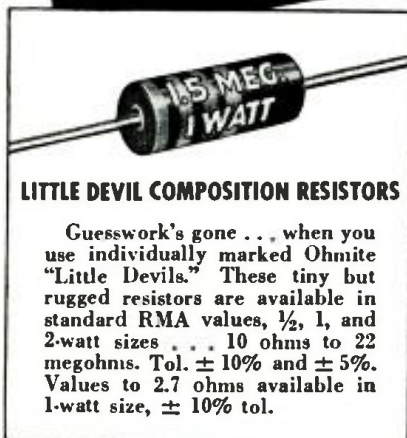 1.5 MEG.
1 WATT
LITTLE DEVIL COMPOSITION RESISTORS
Guesswork's gone . . . when you
use individually marked Ohmite
"Little Devils." These tiny but
rugged resistors are available in
standard RMA values, ½, 1, and
2-watt sizes . . . 10 ohms to 22
megohms. Tol. ± 10% and ± 5%.
Values to 2.7 ohms available in
1-watt size, ± 10% tol.